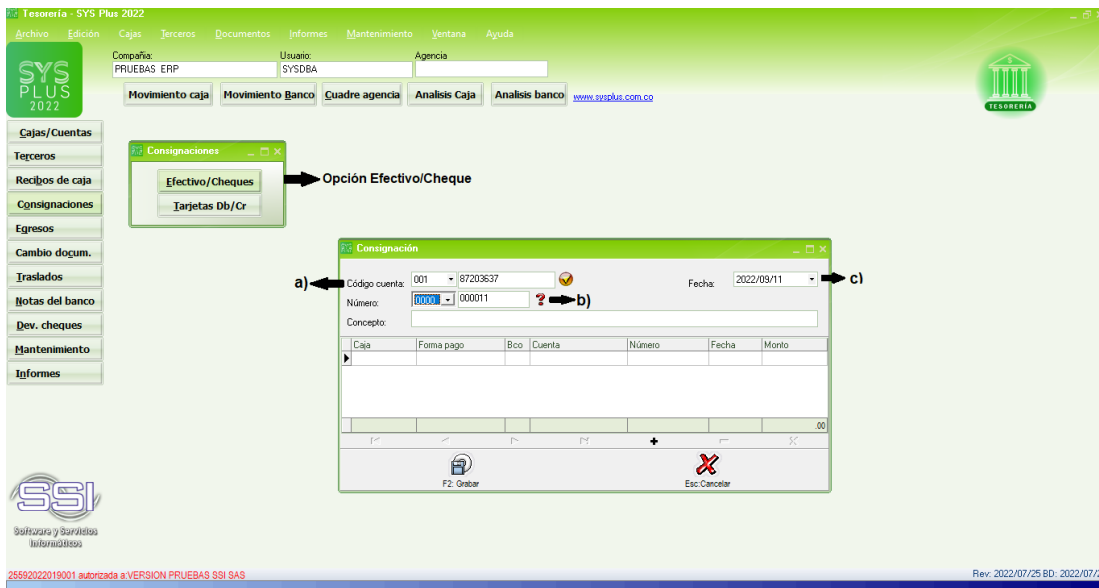 Tesorería - SYS Plus 2022
Archivo Edición Cajas Terceros Documentos Informes Mantenimiento Ventana Ayuda
SYS
PLUS
2022
Compañia: Usuario: Agencia
PRUEBAS ERP SYSDBA
Movimiento caja Movimiento Banco Cuadre agencia Analisis Caja Analisis banco www.sysplus.com.co
TESORERÍA
Cajas/Cuentas
Terceros
Recibos de caja
Consignaciones
Egresos
Cambio docum.
Traslados
Notas del banco
Dev. cheques
Mantenimiento
Informes
Consignaciones
Efectivo/Cheques
Tarjetas Db/Cr
Opción Efectivo/Cheque
Consignación
a) Código cuenta: 001 87203637 Fecha: 2022/09/11 c)
Número: 0000 000011 ? b)
Concepto:
Caja Forma pago Bco Cuenta Número Fecha Monto
.00
F2: Grabar Esc:Cancelar
SSI
Software y Servicios
Informáticos
25592022019001 autorizada a:VERSION PRUEBAS SSI SAS
Rev: 2022/07/25 BD: 2022/07/2